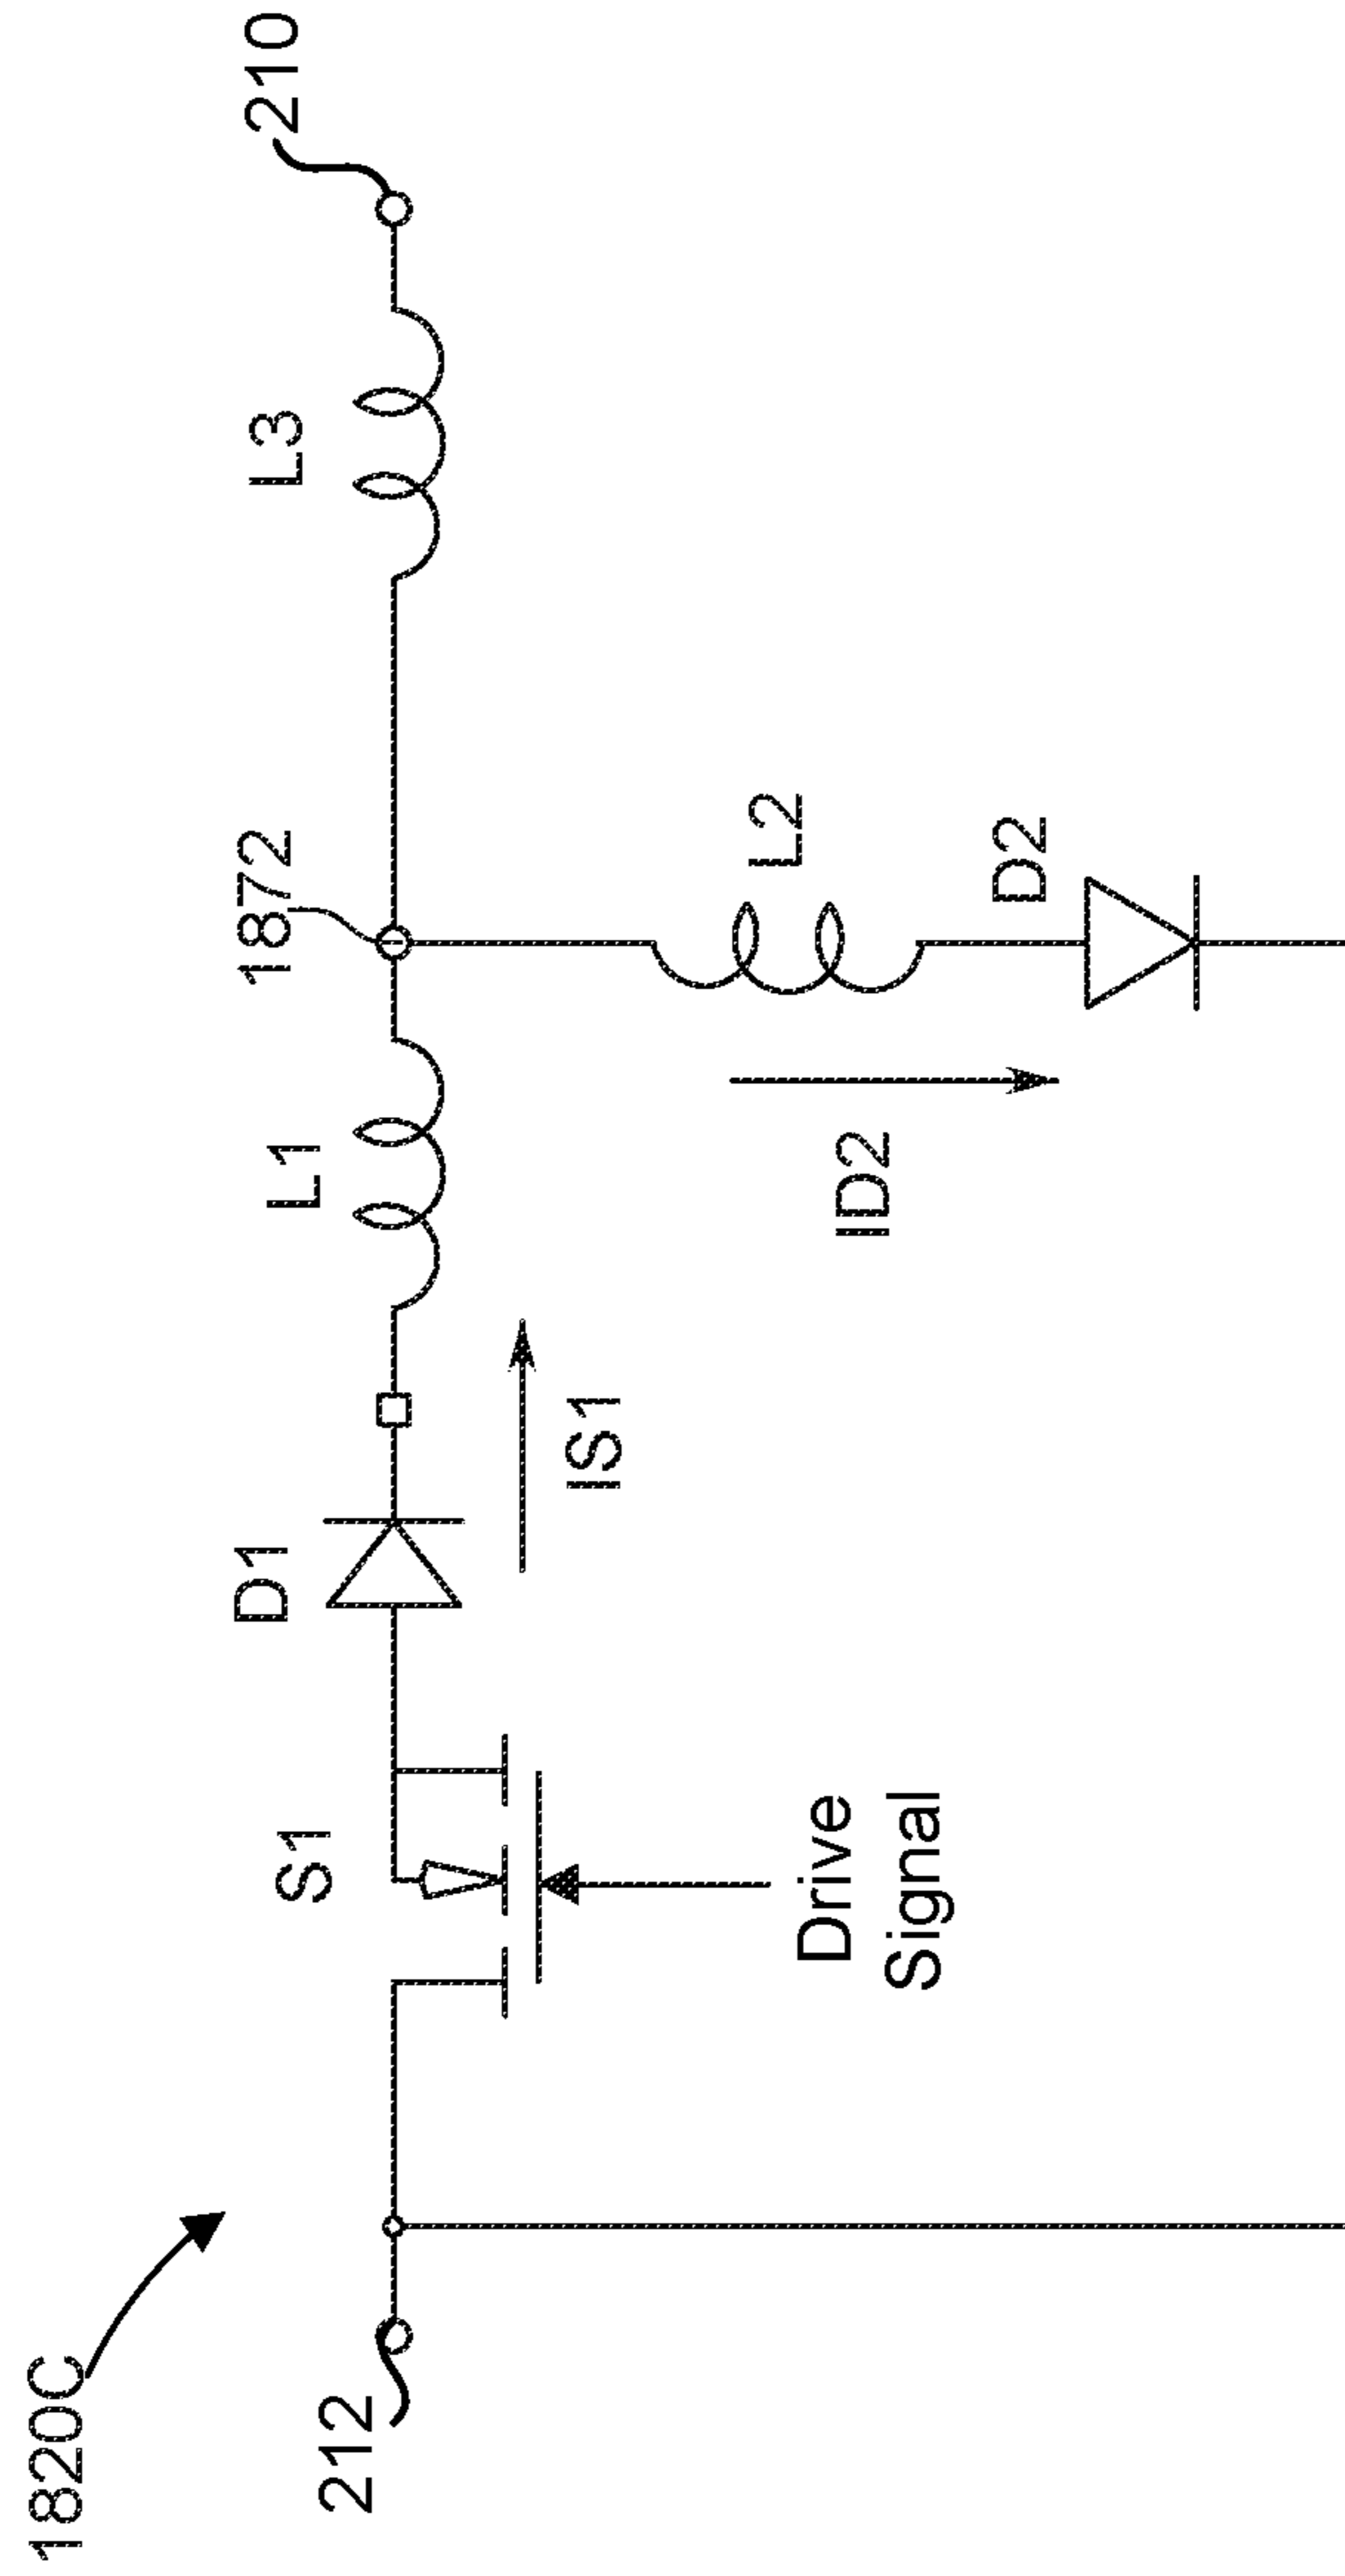 1820C
212
S1
D1
L1
1872
L3
210
IS1
ID2
L2
D2
Drive
Signal